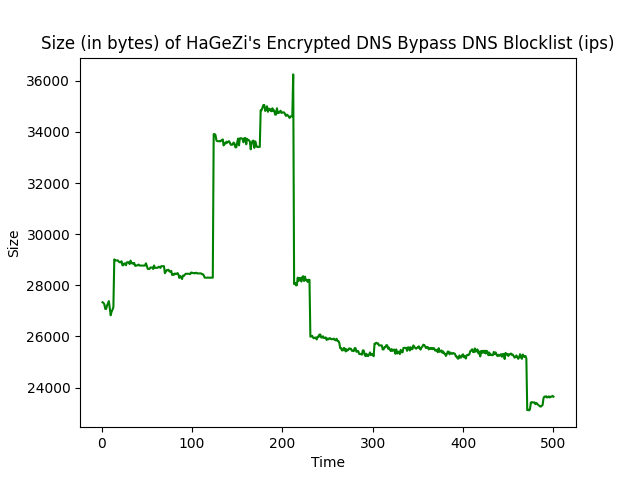 Size (in bytes) of HaGeZi's Encrypted DNS Bypass DNS Blocklist (ips)
36000
34000
32000
30000
28000
26000
24000
Size
0 100 200 300 400 500
Time